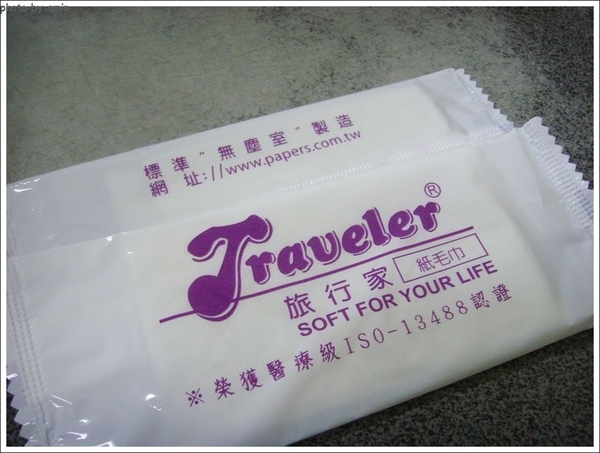 標準"無塵室"製造
網 址://www.papers.com.tw
Traveler®
旅行家 紙毛巾
SOFT FOR YOUR LIFE
※榮獲醫療級ISO-13488認證